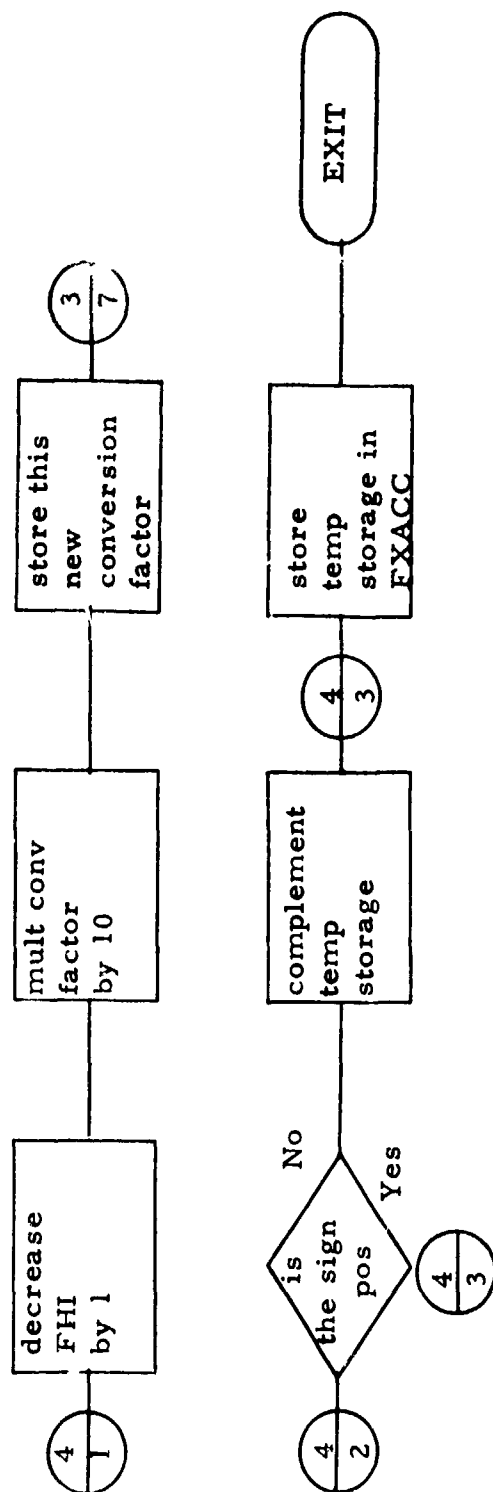 4
1
decrease
FHI
by 1
mult conv
factor
by 10
store this
new
conversion
factor
3
7
4
2
is
the sign
pos
No
Yes
4
3
complement
temp
storage
4
3
store
temp
storage in
FXACC
EXIT